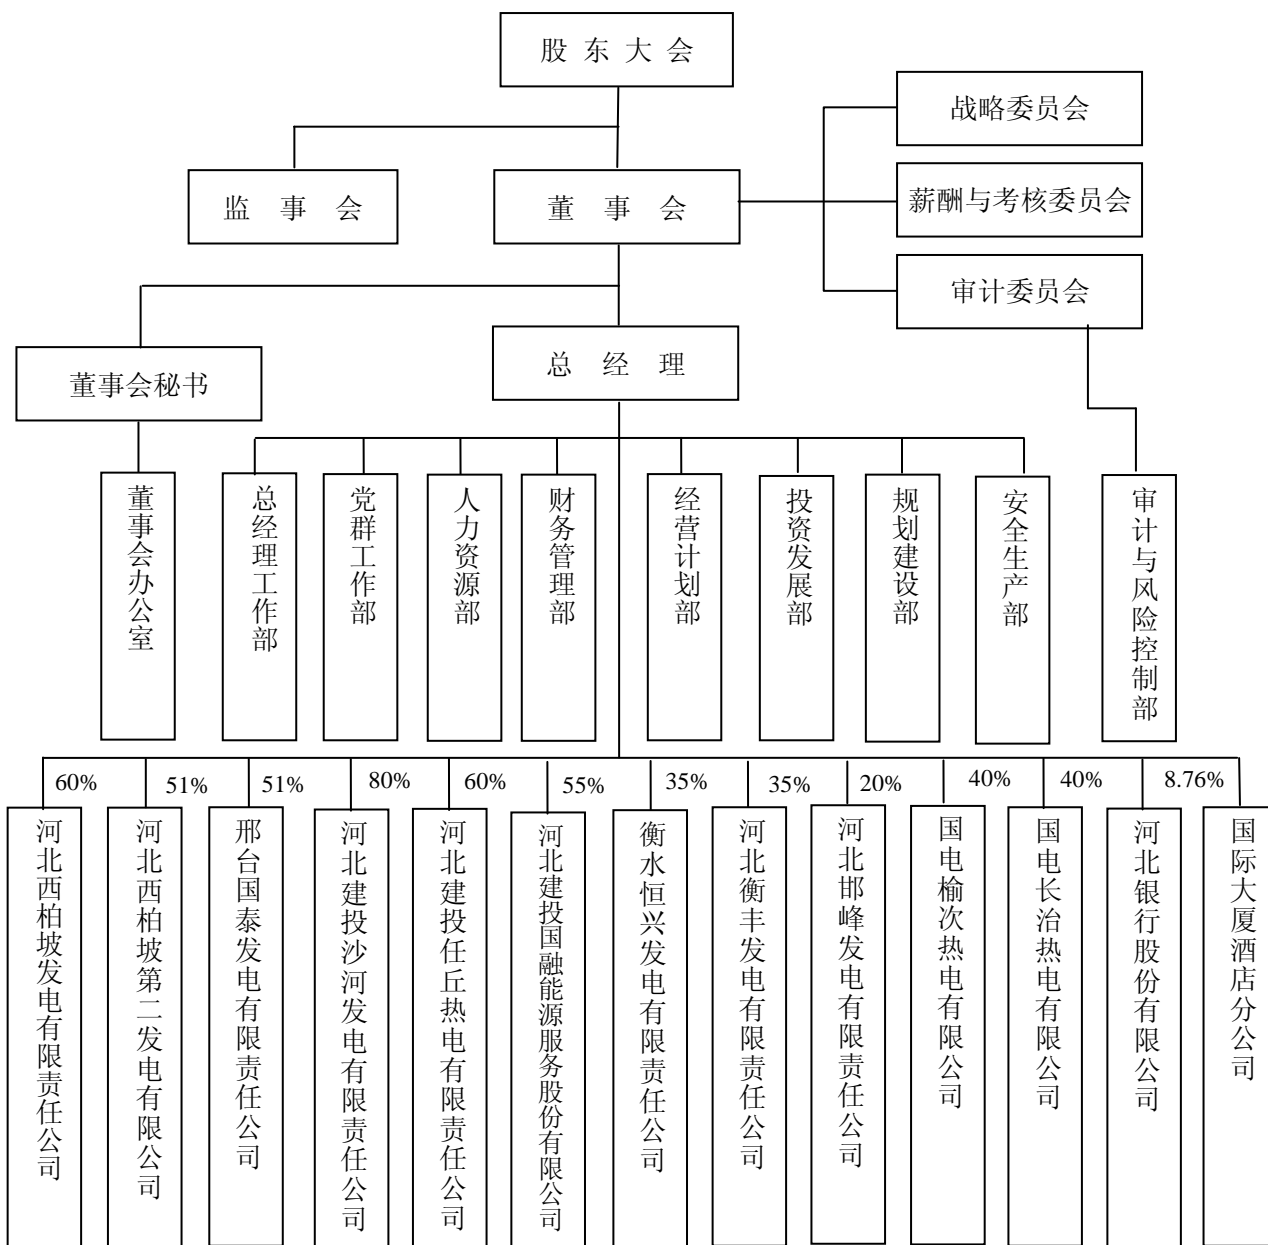 股 东 大 会
战略委员会
监 事 会
董 事 会
薪酬与考核委员会
审计委员会
董事会秘书
总 经 理
董事会办公室
总经理工作部
党群工作部
人力资源部
财务管理部
经营计划部
投资发展部
规划建设部
安全生产部
审计与风险控制部
60%
51%
51%
80%
60%
55%
35%
35%
20%
40%
40%
8.76%
河北西柏坡发电有限责任公司
河北西柏坡第二发电有限公司
邢台国泰发电有限责任公司
河北建投沙河发电有限责任公司
河北建投任丘热电有限责任公司
河北建投国融能源服务股份有限公司
衡水恒兴发电有限责任公司
河北衡丰发电有限责任公司
河北邯峰发电有限责任公司
国电榆次热电有限公司
国电长治热电有限公司
河北银行股份有限公司
国际大厦酒店分公司